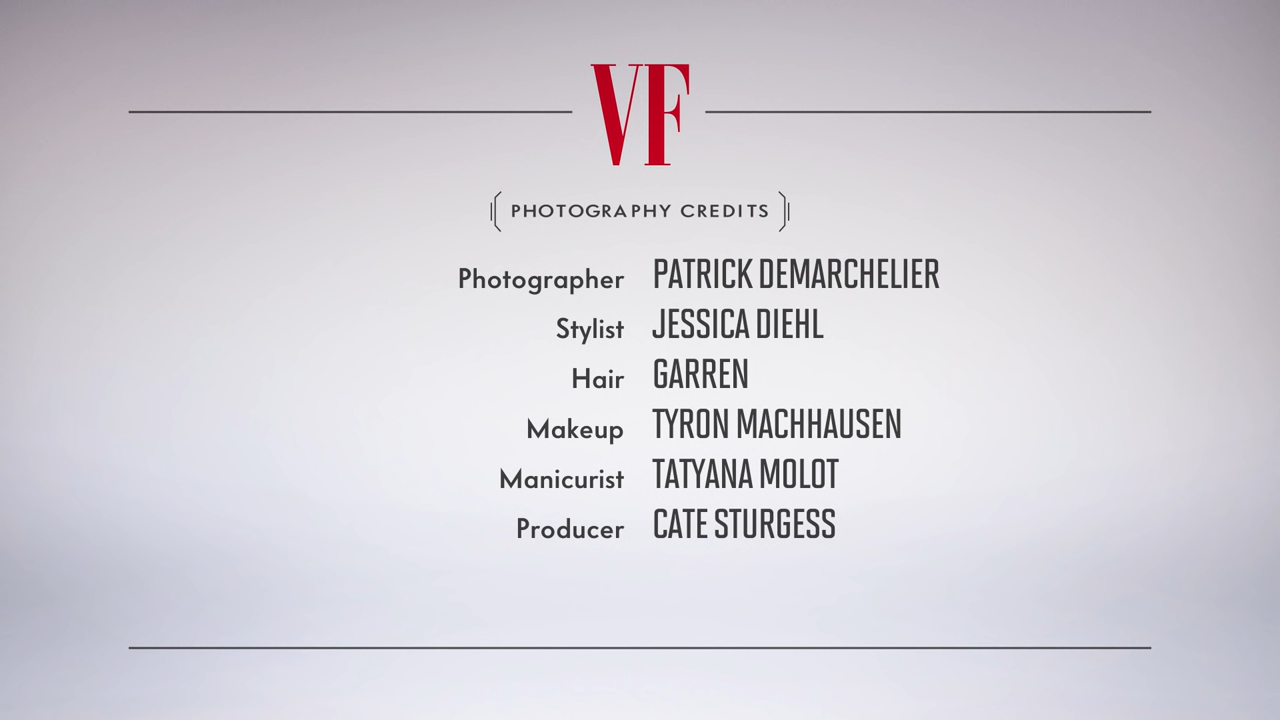 VF
PHOTOGRAPHY CREDITS
Photographer PATRICK DEMARCHELIER
Stylist JESSICA DIEHL
Hair GARREN
Makeup TYRON MACHHAUSEN
Manicurist TATYANA MOLOT
Producer CATE STURGESS